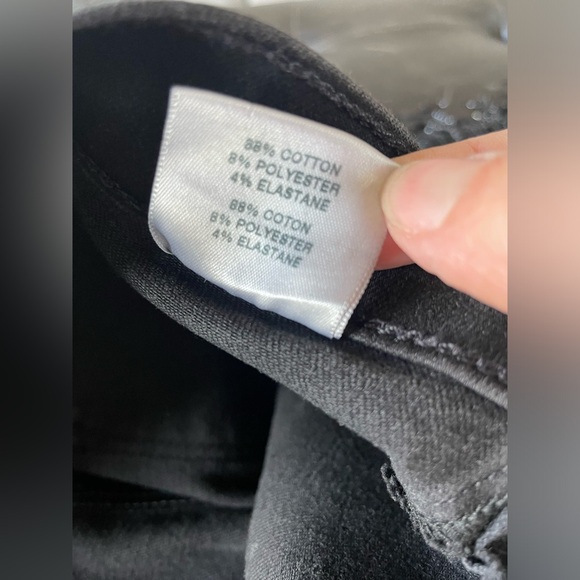 88% COTTON
8% POLYESTER
4% ELASTANE
88% COTON
8% POLYESTER
4% ELASTANE